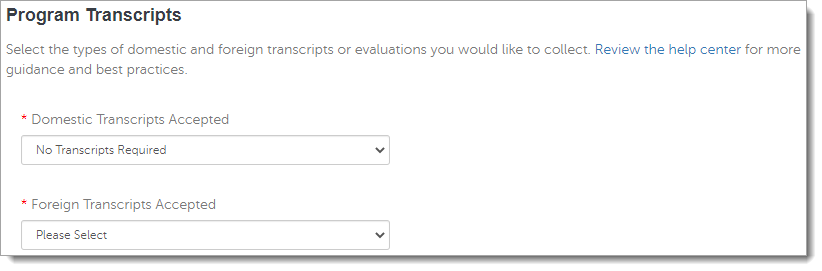 Program Transcripts
Select the types of domestic and foreign transcripts or evaluations you would like to collect. Review the help center for more
guidance and best practices.
* Domestic Transcripts Accepted
No Transcripts Required
* Foreign Transcripts Accepted
Please Select